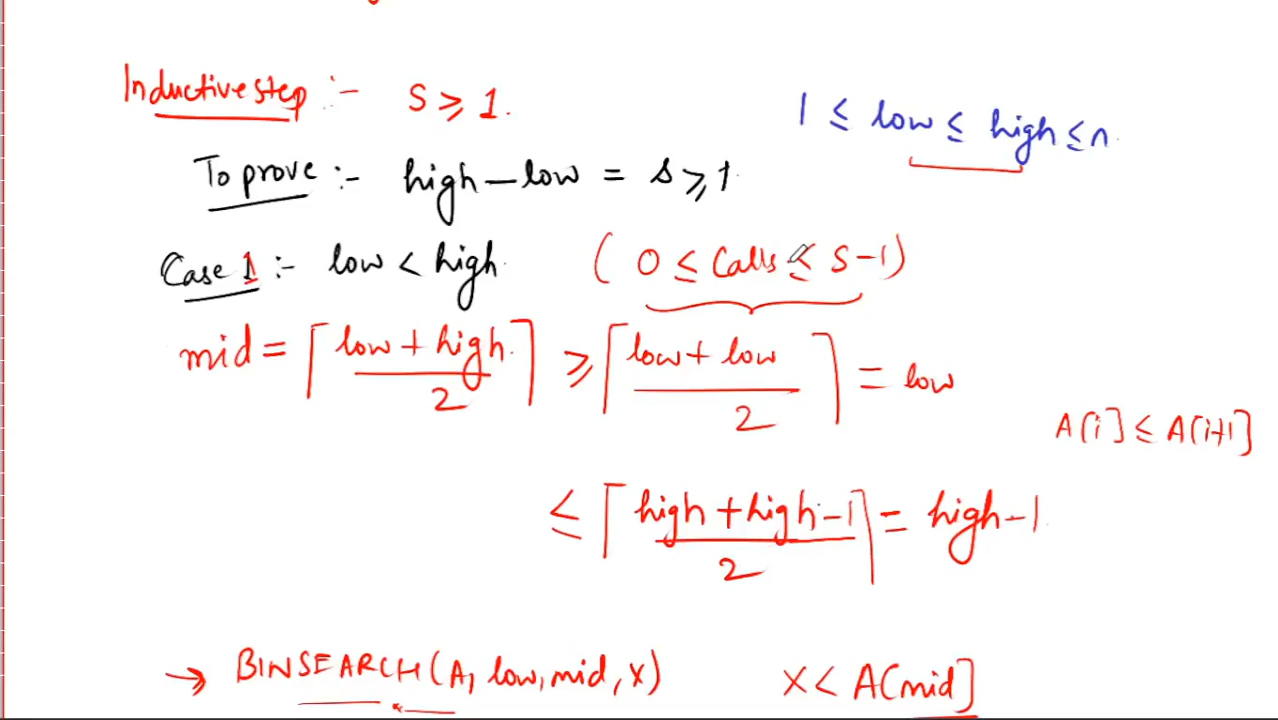 Inductive step :- S ≥ 1.
1 ≤ low ≤ high ≤ n
To prove :- high - low = s ≥ 1
Case 1 :- low < high (0 ≤ Calls ≤ S-1)
mid = ⌈(low + high)/2⌉ ≥ ⌈(low + low)/2⌉ = low
A[i] ≤ A[i+1]
≤ ⌈(high + high - 1)/2⌉ = high - 1
→ BINSEARCH(A, low, mid, x) x < A[mid]